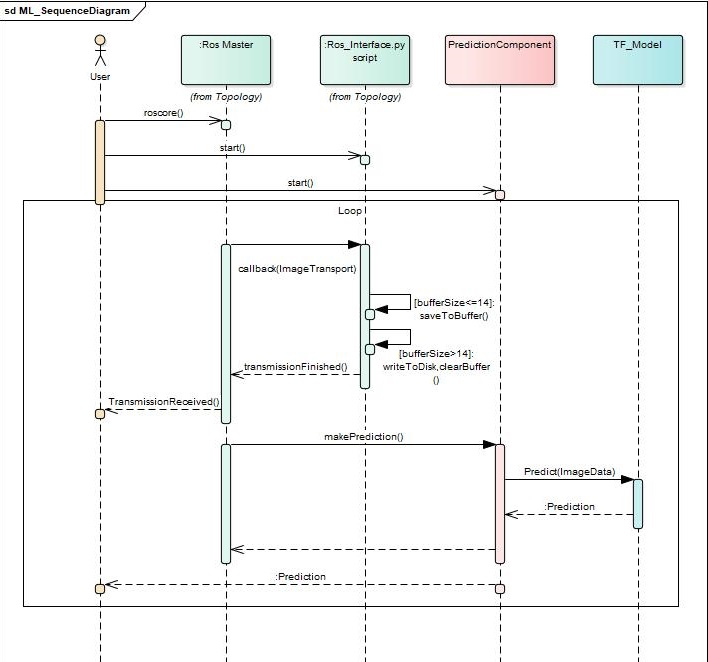 sd ML_SequenceDiagram
User
:Ros Master
:Ros_Interface.py
script
PredictionComponent
TF_Model
(from Topology)
(from Topology)
roscore()
start()
start()
Loop
callback(ImageTransport)
[bufferSize<=14]:
saveToBuffer()
[bufferSize>14]:
writeToDisk,clearBuffer
()
transmissionFinished()
TransmissionReceived()
makePrediction()
Predict(ImageData)
:Prediction
:Prediction